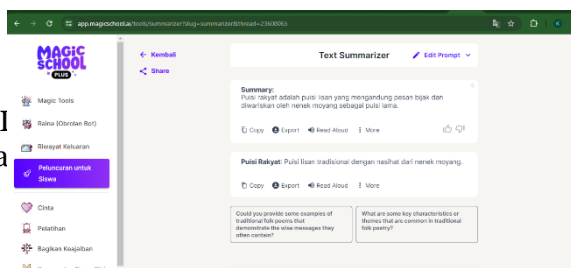 app.magicschool.ai/tools/summarizer?slug=summarizer&thread=23608065
MAGIC
SCHOOL
PLUS
Magic Tools
Raina (Obrolan Bot)
Riwayat Keluaran
Peluncuran untuk
Siswa
Cinta
Pelatihan
Bagikan Keajaiban
Kembali
Share
Text Summarizer
Edit Prompt
Summary:
Puisi rakyat adalah puisi lisan yang mengandung pesan bijak dan
diwariskan oleh nenek moyang sebagai puisi lama.
Copy Export Read Aloud More
Puisi Rakyat: Puisi lisan tradisional dengan nasihat dari nenek moyang.
Copy Export Read Aloud More
Could you provide some examples of
traditional folk poems that
demonstrate the wise messages they
often contain?
What are some key characteristics or
themes that are common in traditional
folk poetry?